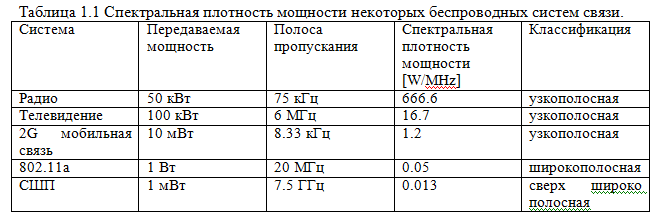 Таблица 1.1 Спектральная плотность мощности некоторых беспроводных систем связи.
Система Передаваемая мощность Полоса пропускания Спектральная плотность мощности [W/MHz] Классификация
Радио 50 кВт 75 кГц 666.6 узкополосная
Телевидение 100 кВт 6 МГц 16.7 узкополосная
2G мобильная связь 10 мВт 8.33 кГц 1.2 узкополосная
802.11a 1 Вт 20 МГц 0.05 широкополосная
СШП 1 мВт 7.5 ГГц 0.013 сверх широко полосная